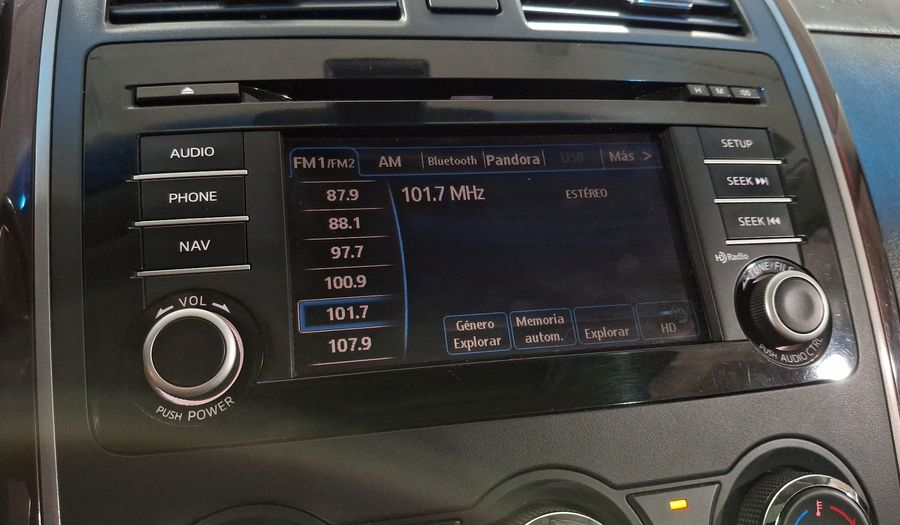 H M
AUDIO
PHONE
NAV
VOL
PUSH POWER
FM1/FM2 AM Bluetooth Pandora USB Más >
87.9
88.1
97.7
100.9
101.7
107.9
101.7 MHz ESTÉREO
Género
Explorar
Memoria
autom.
Explorar
HD
SETUP
SEEK
SEEK
HD Radio
TUNE/FILE
PUSH AUDIO CTRL